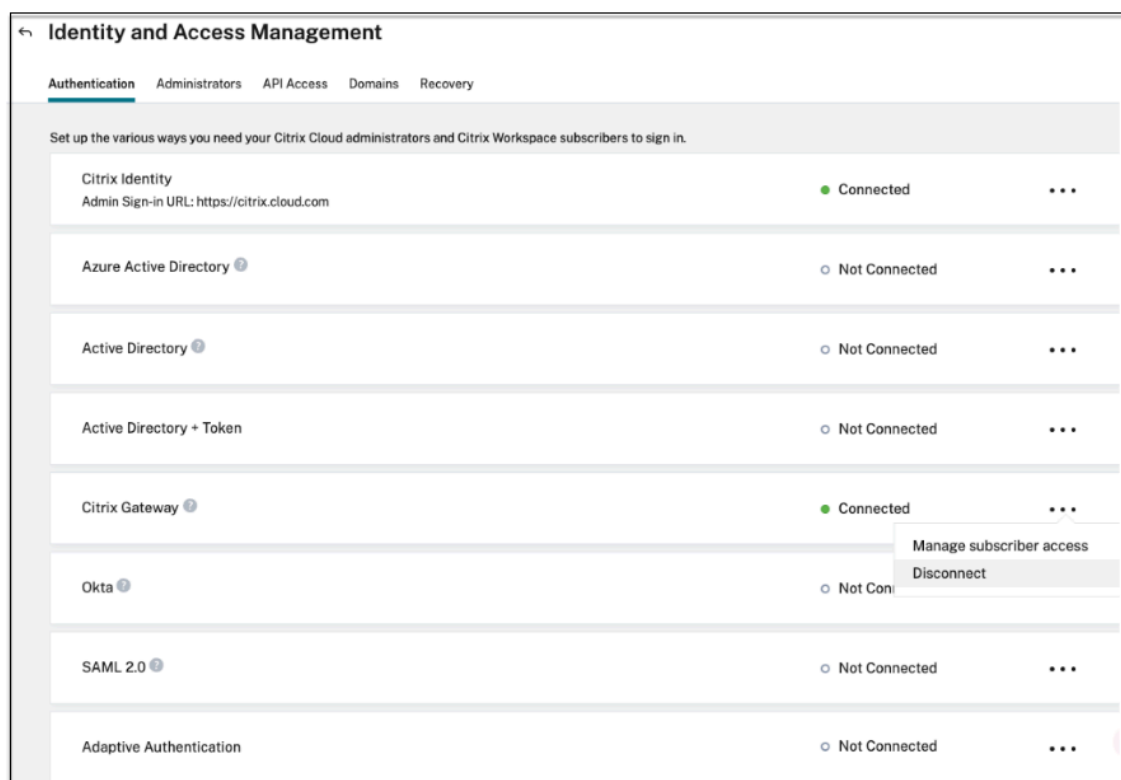 Identity and Access Management
Authentication Administrators API Access Domains Recovery
Set up the various ways you need your Citrix Cloud administrators and Citrix Workspace subscribers to sign in.
Citrix Identity
Admin Sign-in URL: https://citrix.cloud.com
Connected
Azure Active Directory ?
Not Connected
Active Directory ?
Not Connected
Active Directory + Token
Not Connected
Citrix Gateway ?
Connected
Manage subscriber access
Disconnect
Okta ?
Not Con
SAML 2.0 ?
Not Connected
Adaptive Authentication
Not Connected